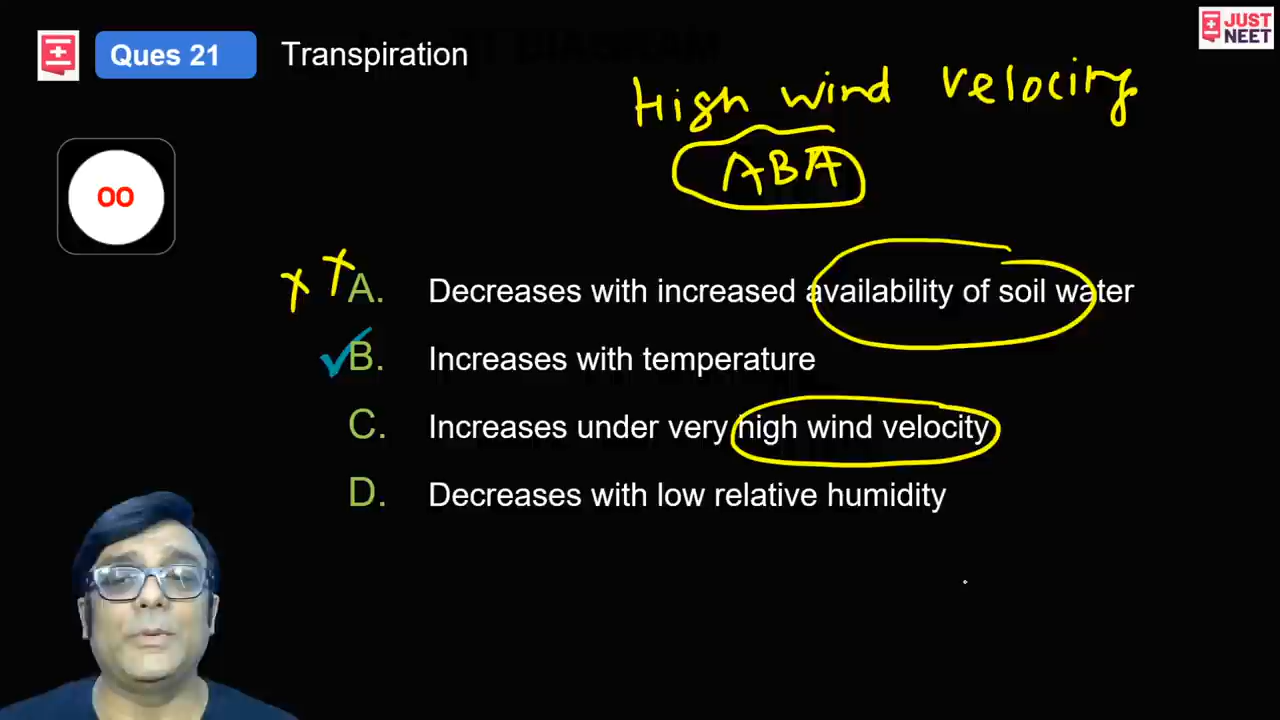 JUST
NEET
Ques 21 Transpiration
High wind velocity
ABA
00
A. Decreases with increased availability of soil water
B. Increases with temperature
C. Increases under very high wind velocity
D. Decreases with low relative humidity